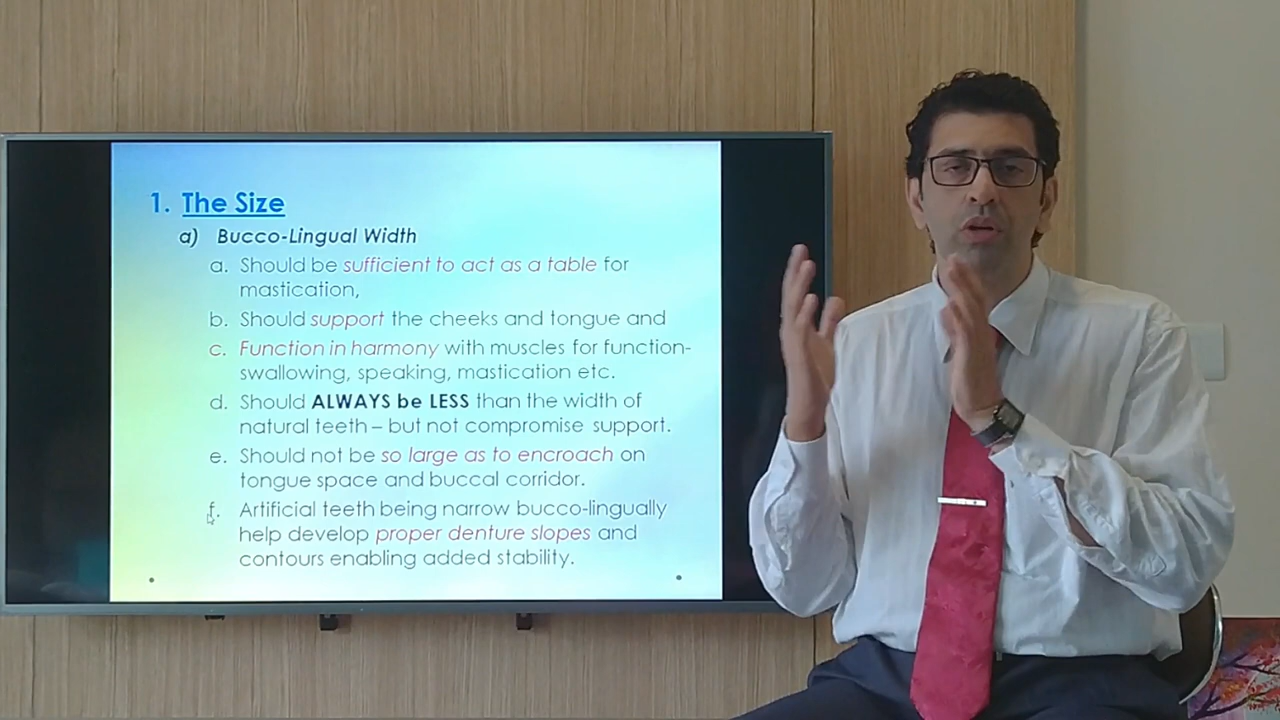 1. The Size
a) Bucco-Lingual Width
a. Should be sufficient to act as a table for
mastication,
b. Should support the cheeks and tongue and
c. Function in harmony with muscles for function-
swallowing, speaking, mastication etc.
d. Should ALWAYS be LESS than the width of
natural teeth – but not compromise support.
e. Should not be so large as to encroach on
tongue space and buccal corridor.
f. Artificial teeth being narrow bucco-lingually
help develop proper denture slopes and
contours enabling added stability.